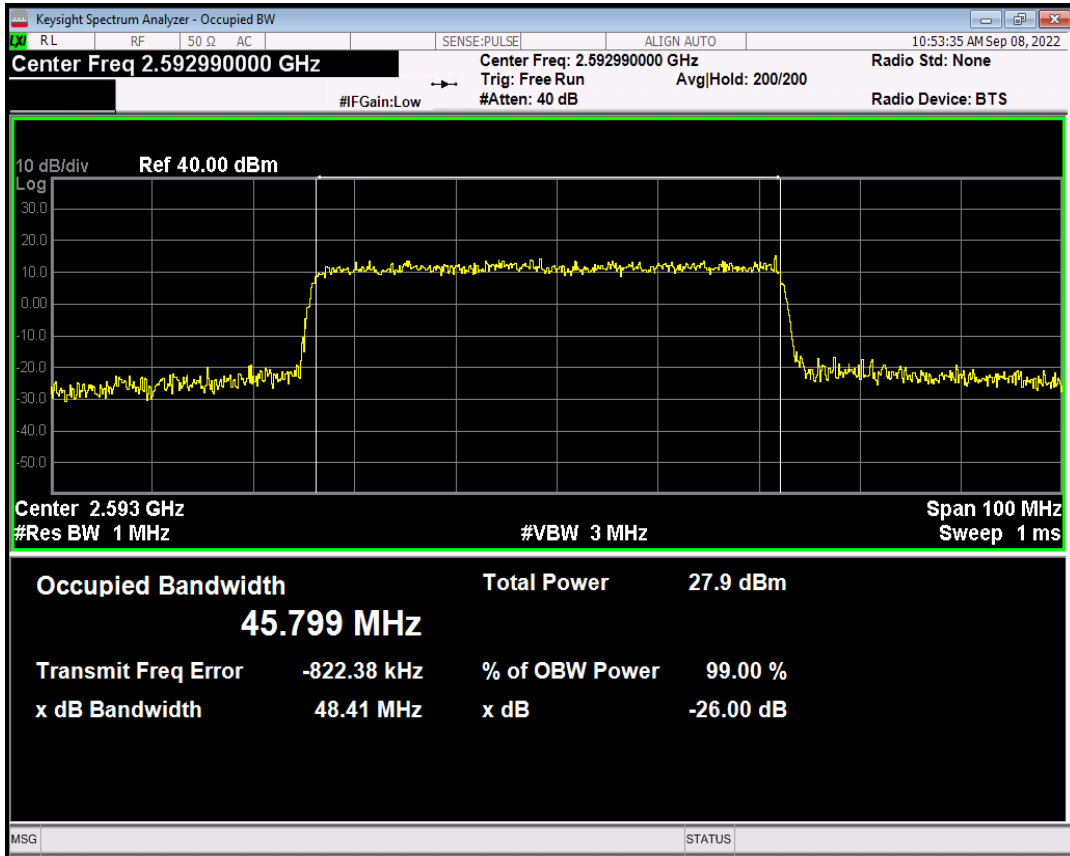 Keysight Spectrum Analyzer - Occupied BW
LXI RL RF 50 Ω AC SENSE:PULSE ALIGN AUTO 10:53:35 AM Sep 08, 2022
Center Freq 2.592990000 GHz Center Freq: 2.592990000 GHz Radio Std: None
Trig: Free Run Avg|Hold: 200/200
#IFGain:Low #Atten: 40 dB Radio Device: BTS
10 dB/div Ref 40.00 dBm
Log
30.0
20.0
10.0
0.00
-10.0
-20.0
-30.0
-40.0
-50.0
Center 2.593 GHz Span 100 MHz
#Res BW 1 MHz #VBW 3 MHz Sweep 1 ms
Occupied Bandwidth Total Power 27.9 dBm
45.799 MHz
Transmit Freq Error -822.38 kHz % of OBW Power 99.00 %
x dB Bandwidth 48.41 MHz x dB -26.00 dB
MSG STATUS